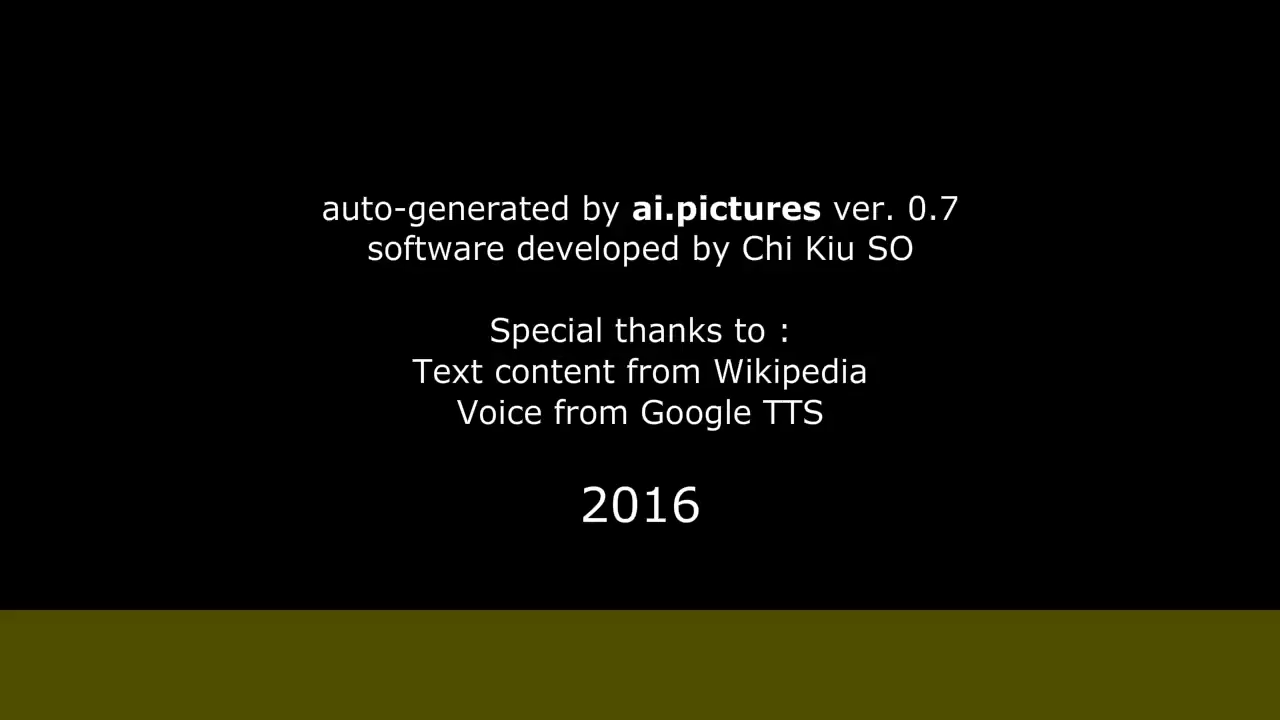 auto-generated by ai.pictures ver. 0.7
software developed by Chi Kiu SO
Special thanks to :
Text content from Wikipedia
Voice from Google TTS
2016